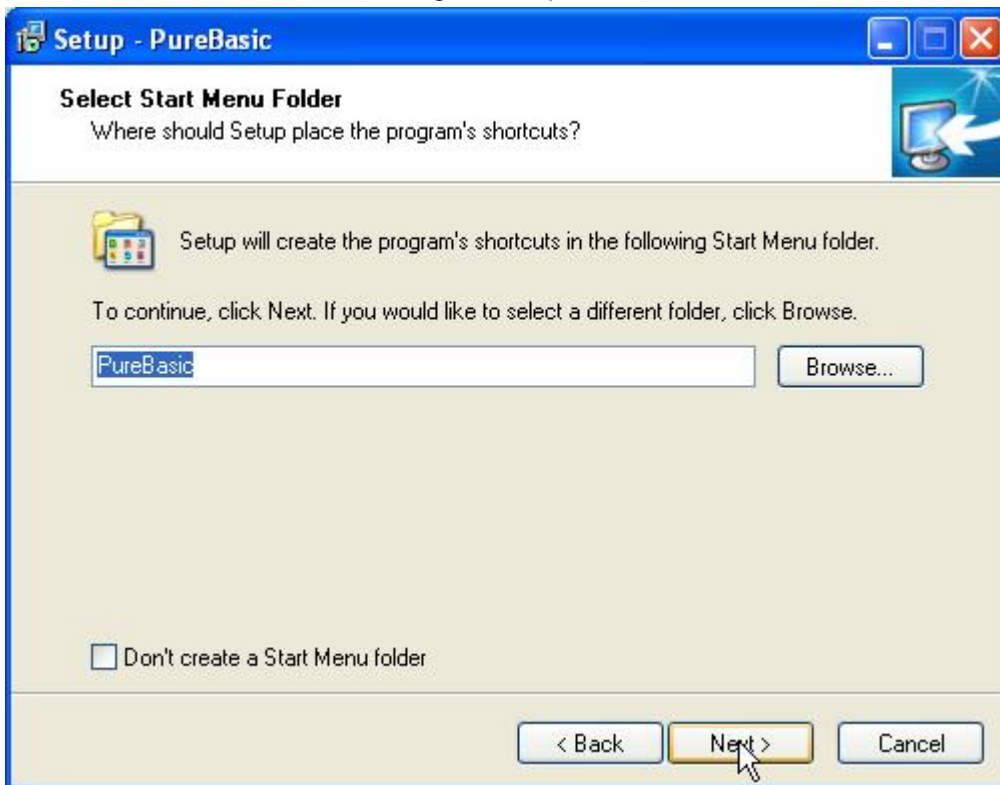 Setup - PureBasic
Select Start Menu Folder
Where should Setup place the program's shortcuts?
Setup will create the program's shortcuts in the following Start Menu folder.
To continue, click Next. If you would like to select a different folder, click Browse.
PureBasic
Browse...
Don't create a Start Menu folder
< Back
Next >
Cancel